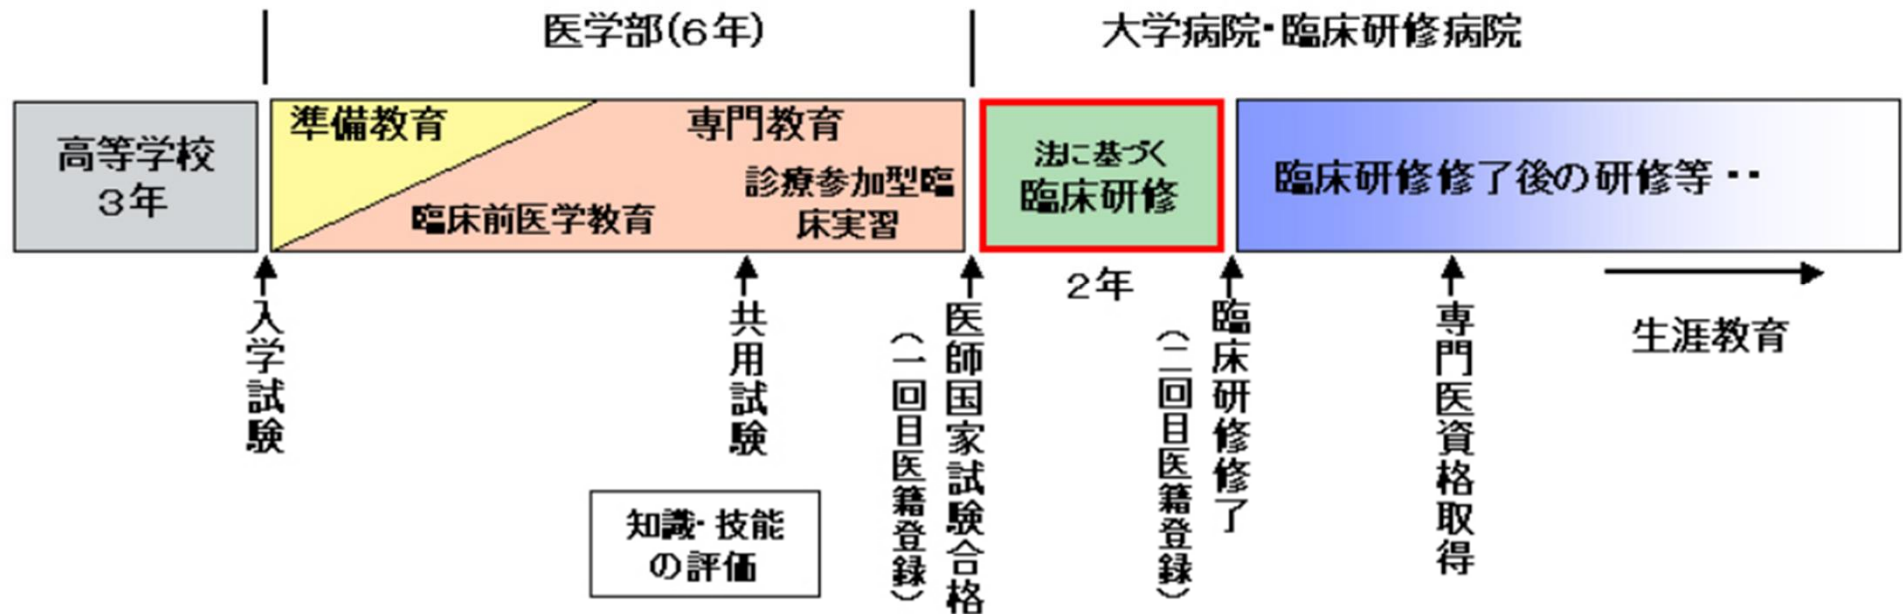 医学部(6年)
大学病院・臨床研修病院
高等学校
3年
準備教育
専門教育
臨床前医学教育
診療参加型臨
床実習
法に基づく
臨床研修
臨床研修修了後の研修等・・
2年
入学試験
共用試験
医師国家試験合格
（一回目医籍登録）
臨床研修修了
（二回目医籍登録）
専門医資格取得
生涯教育
知識・技能
の評価